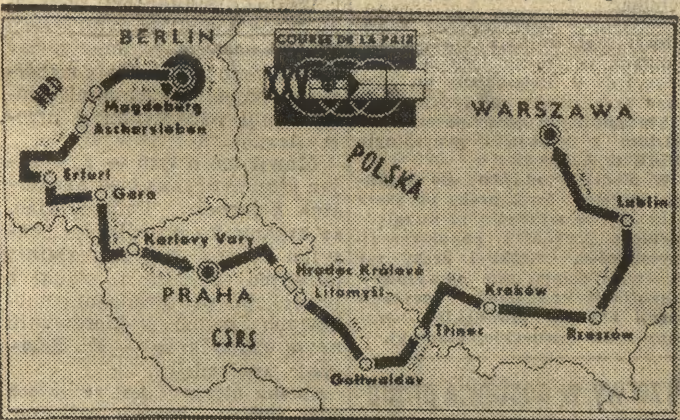 BERLIN
COURSE DE LA PAIX
XXV
NRD
Magdeburg
Aschersleben
WARSZAWA
POLSKA
Erfurt
Gera
Lublin
Karlovy Vary
Hradec Králové
PRAHA
Litomyšl
Kraków
CSRS
Třinec
Rzeszów
Gottwaldov